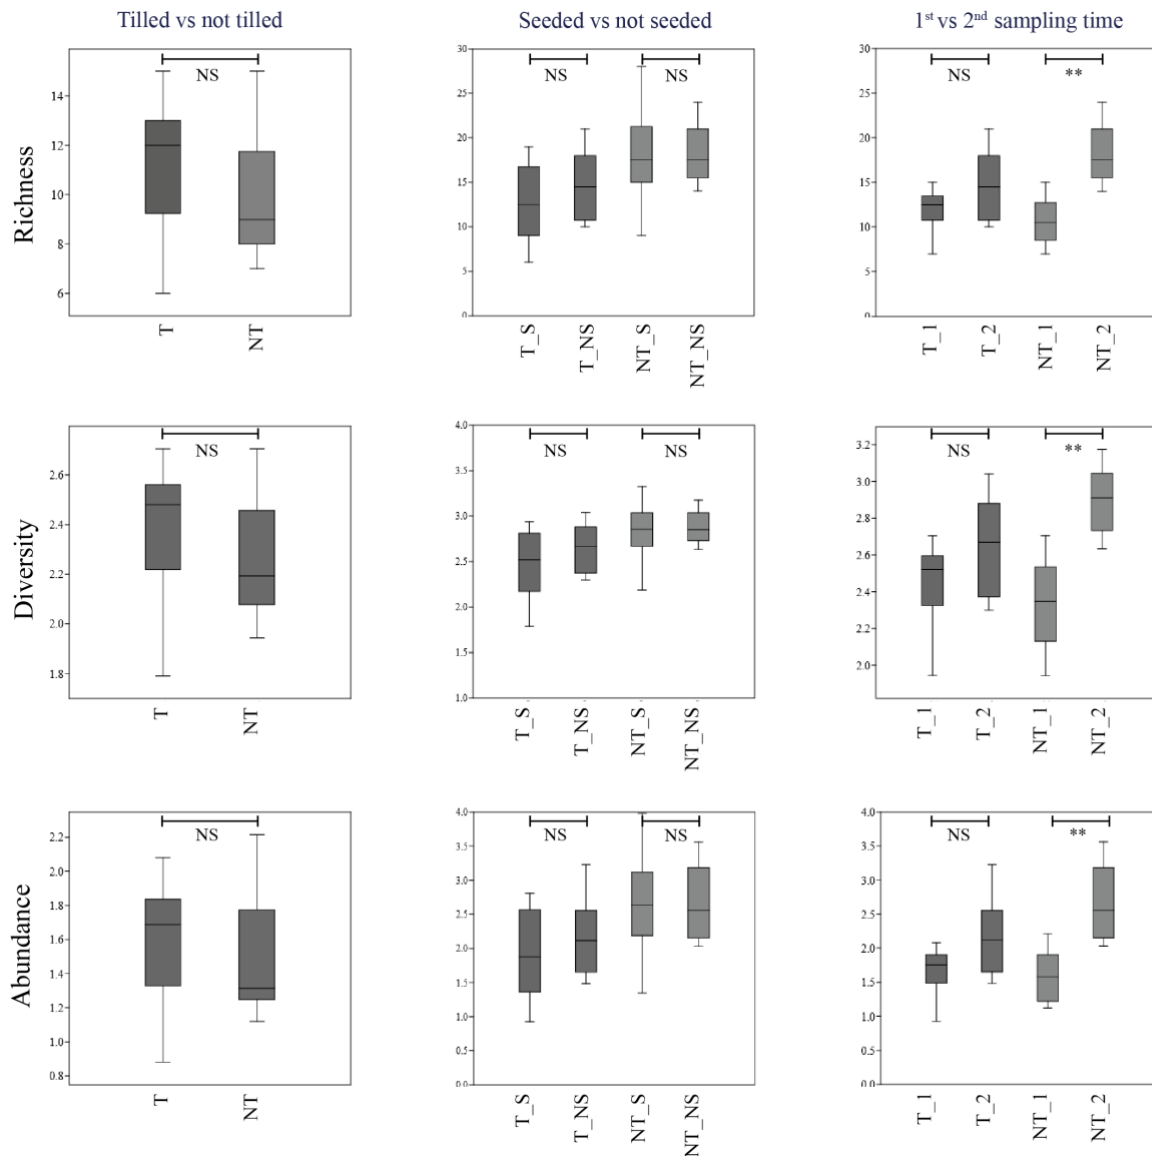 Tilled vs not tilled
Seeded vs not seeded
1st vs 2nd sampling time
Richness
14
12
10
8
6
NS
T
NT
30
25
20
15
10
5
0
NS
NS
T_S
T_NS
NT_S
NT_NS
30
25
20
15
10
5
0
NS
**
T_1
T_2
NT_1
NT_2
Diversity
2.6
2.4
2.2
2.0
1.8
NS
T
NT
4.0
3.5
3.0
2.5
2.0
1.5
1.0
NS
NS
T_S
T_NS
NT_S
NT_NS
3.2
3.0
2.8
2.6
2.4
2.2
2.0
NS
**
T_1
T_2
NT_1
NT_2
Abundance
2.2
2.0
1.8
1.6
1.4
1.2
1.0
0.8
NS
T
NT
4.0
3.5
3.0
2.5
2.0
1.5
1.0
0.5
0.0
NS
NS
T_S
T_NS
NT_S
NT_NS
4.0
3.5
3.0
2.5
2.0
1.5
1.0
0.5
0.0
NS
**
T_1
T_2
NT_1
NT_2